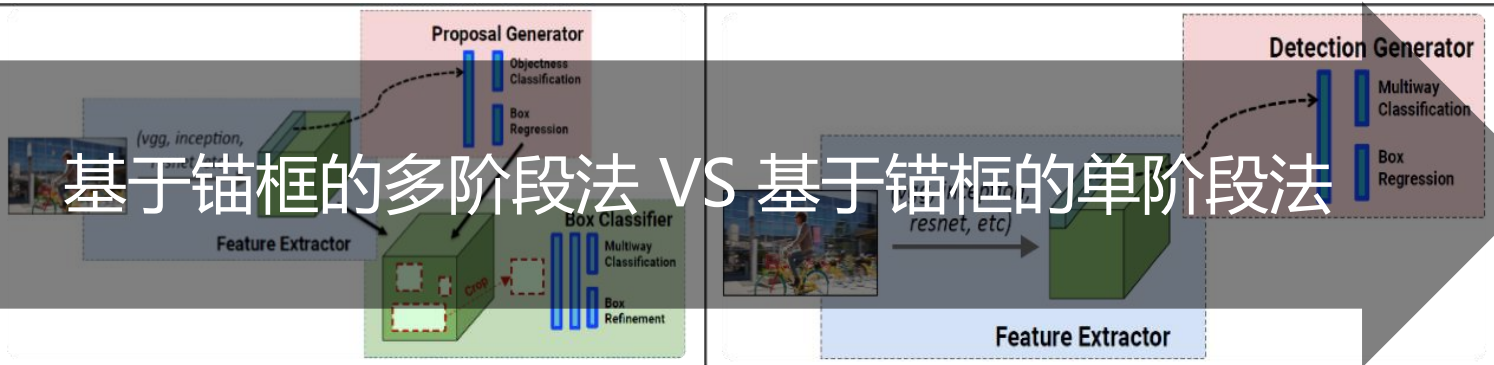 Proposal Generator
Objectness
Classification
Box
Regression
(vgg, inception,
Feature Extractor
Box Classifier
Multiway
Classification
Crop
Box
Refinement
基于锚框的多阶段法 VS 基于锚框的单阶段法
Detection Generator
Multiway
Classification
Box
Regression
resnet, etc)
Feature Extractor